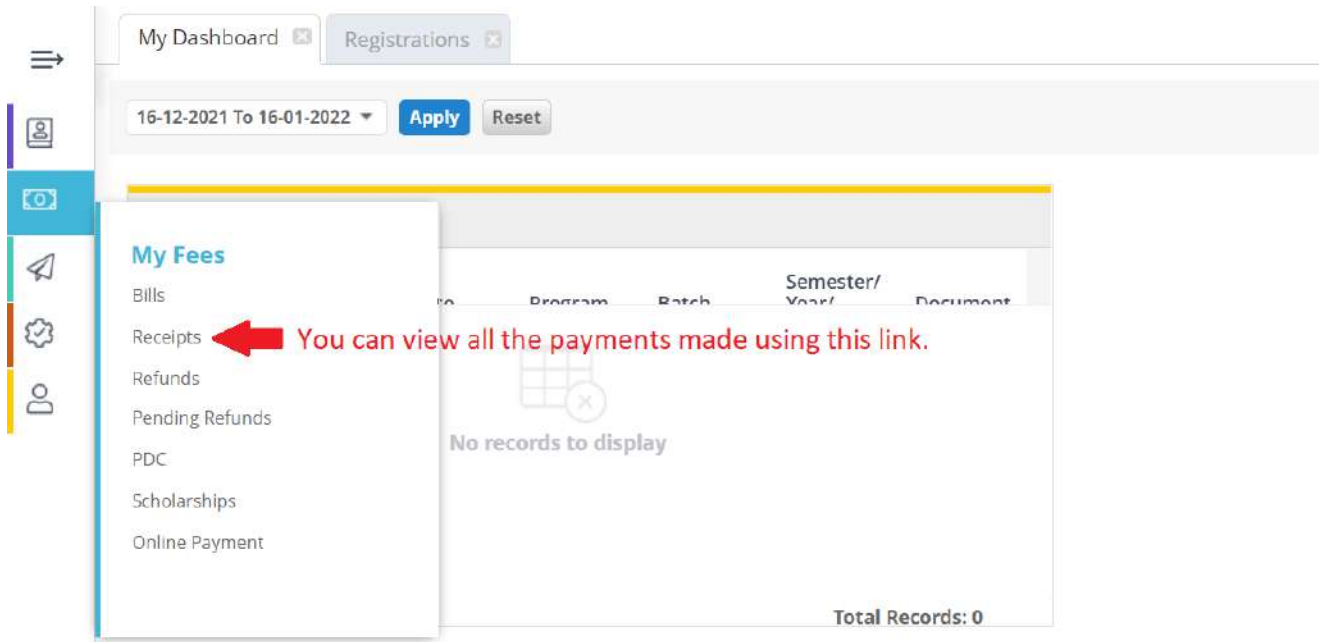 My Dashboard
Registrations
16-12-2021 To 16-01-2022
Apply
Reset
My Fees
Bills
Receipts
Refunds
Pending Refunds
PDC
Scholarships
Online Payment
Program
Batch
Semester/
Year/
Document
You can view all the payments made using this link.
No records to display
Total Records: 0